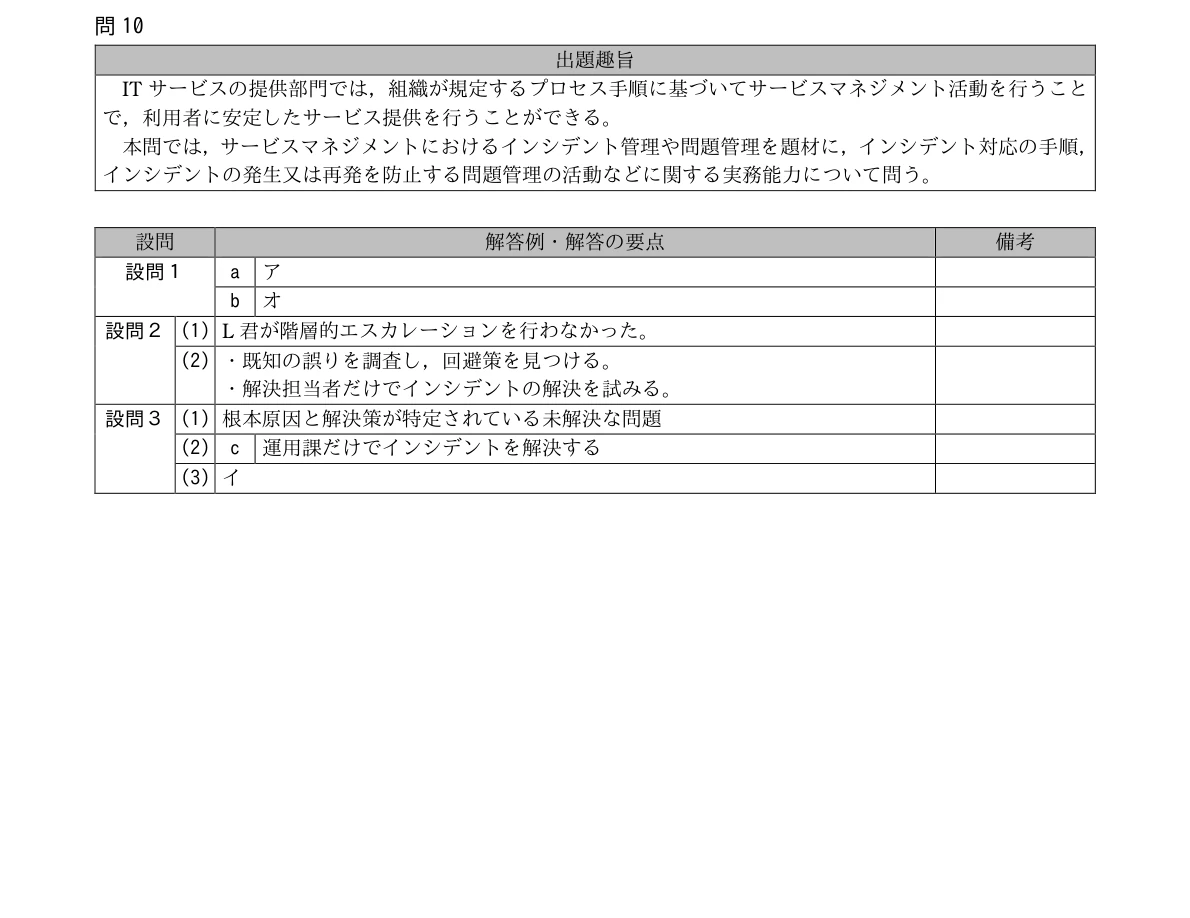 問 10
出題趣旨
IT サービスの提供部門では，組織が規定するプロセス手順に基づいてサービスマネジメント活動を行うこと
で，利用者に安定したサービス提供を行うことができる。
本問では，サービスマネジメントにおけるインシデント管理や問題管理を題材に，インシデント対応の手順，
インシデントの発生又は再発を防止する問題管理の活動などに関する実務能力について問う。
設問 解答例・解答の要点 備考
設問 1 a ア
b オ
設問 2 (1) L 君が階層的エスカレーションを行わなかった。
(2) ・既知の誤りを調査し，回避策を見つける。
・解決担当者だけでインシデントの解決を試みる。
設問 3 (1) 根本原因と解決策が特定されている未解決な問題
(2) c 運用課だけでインシデントを解決する
(3) イ